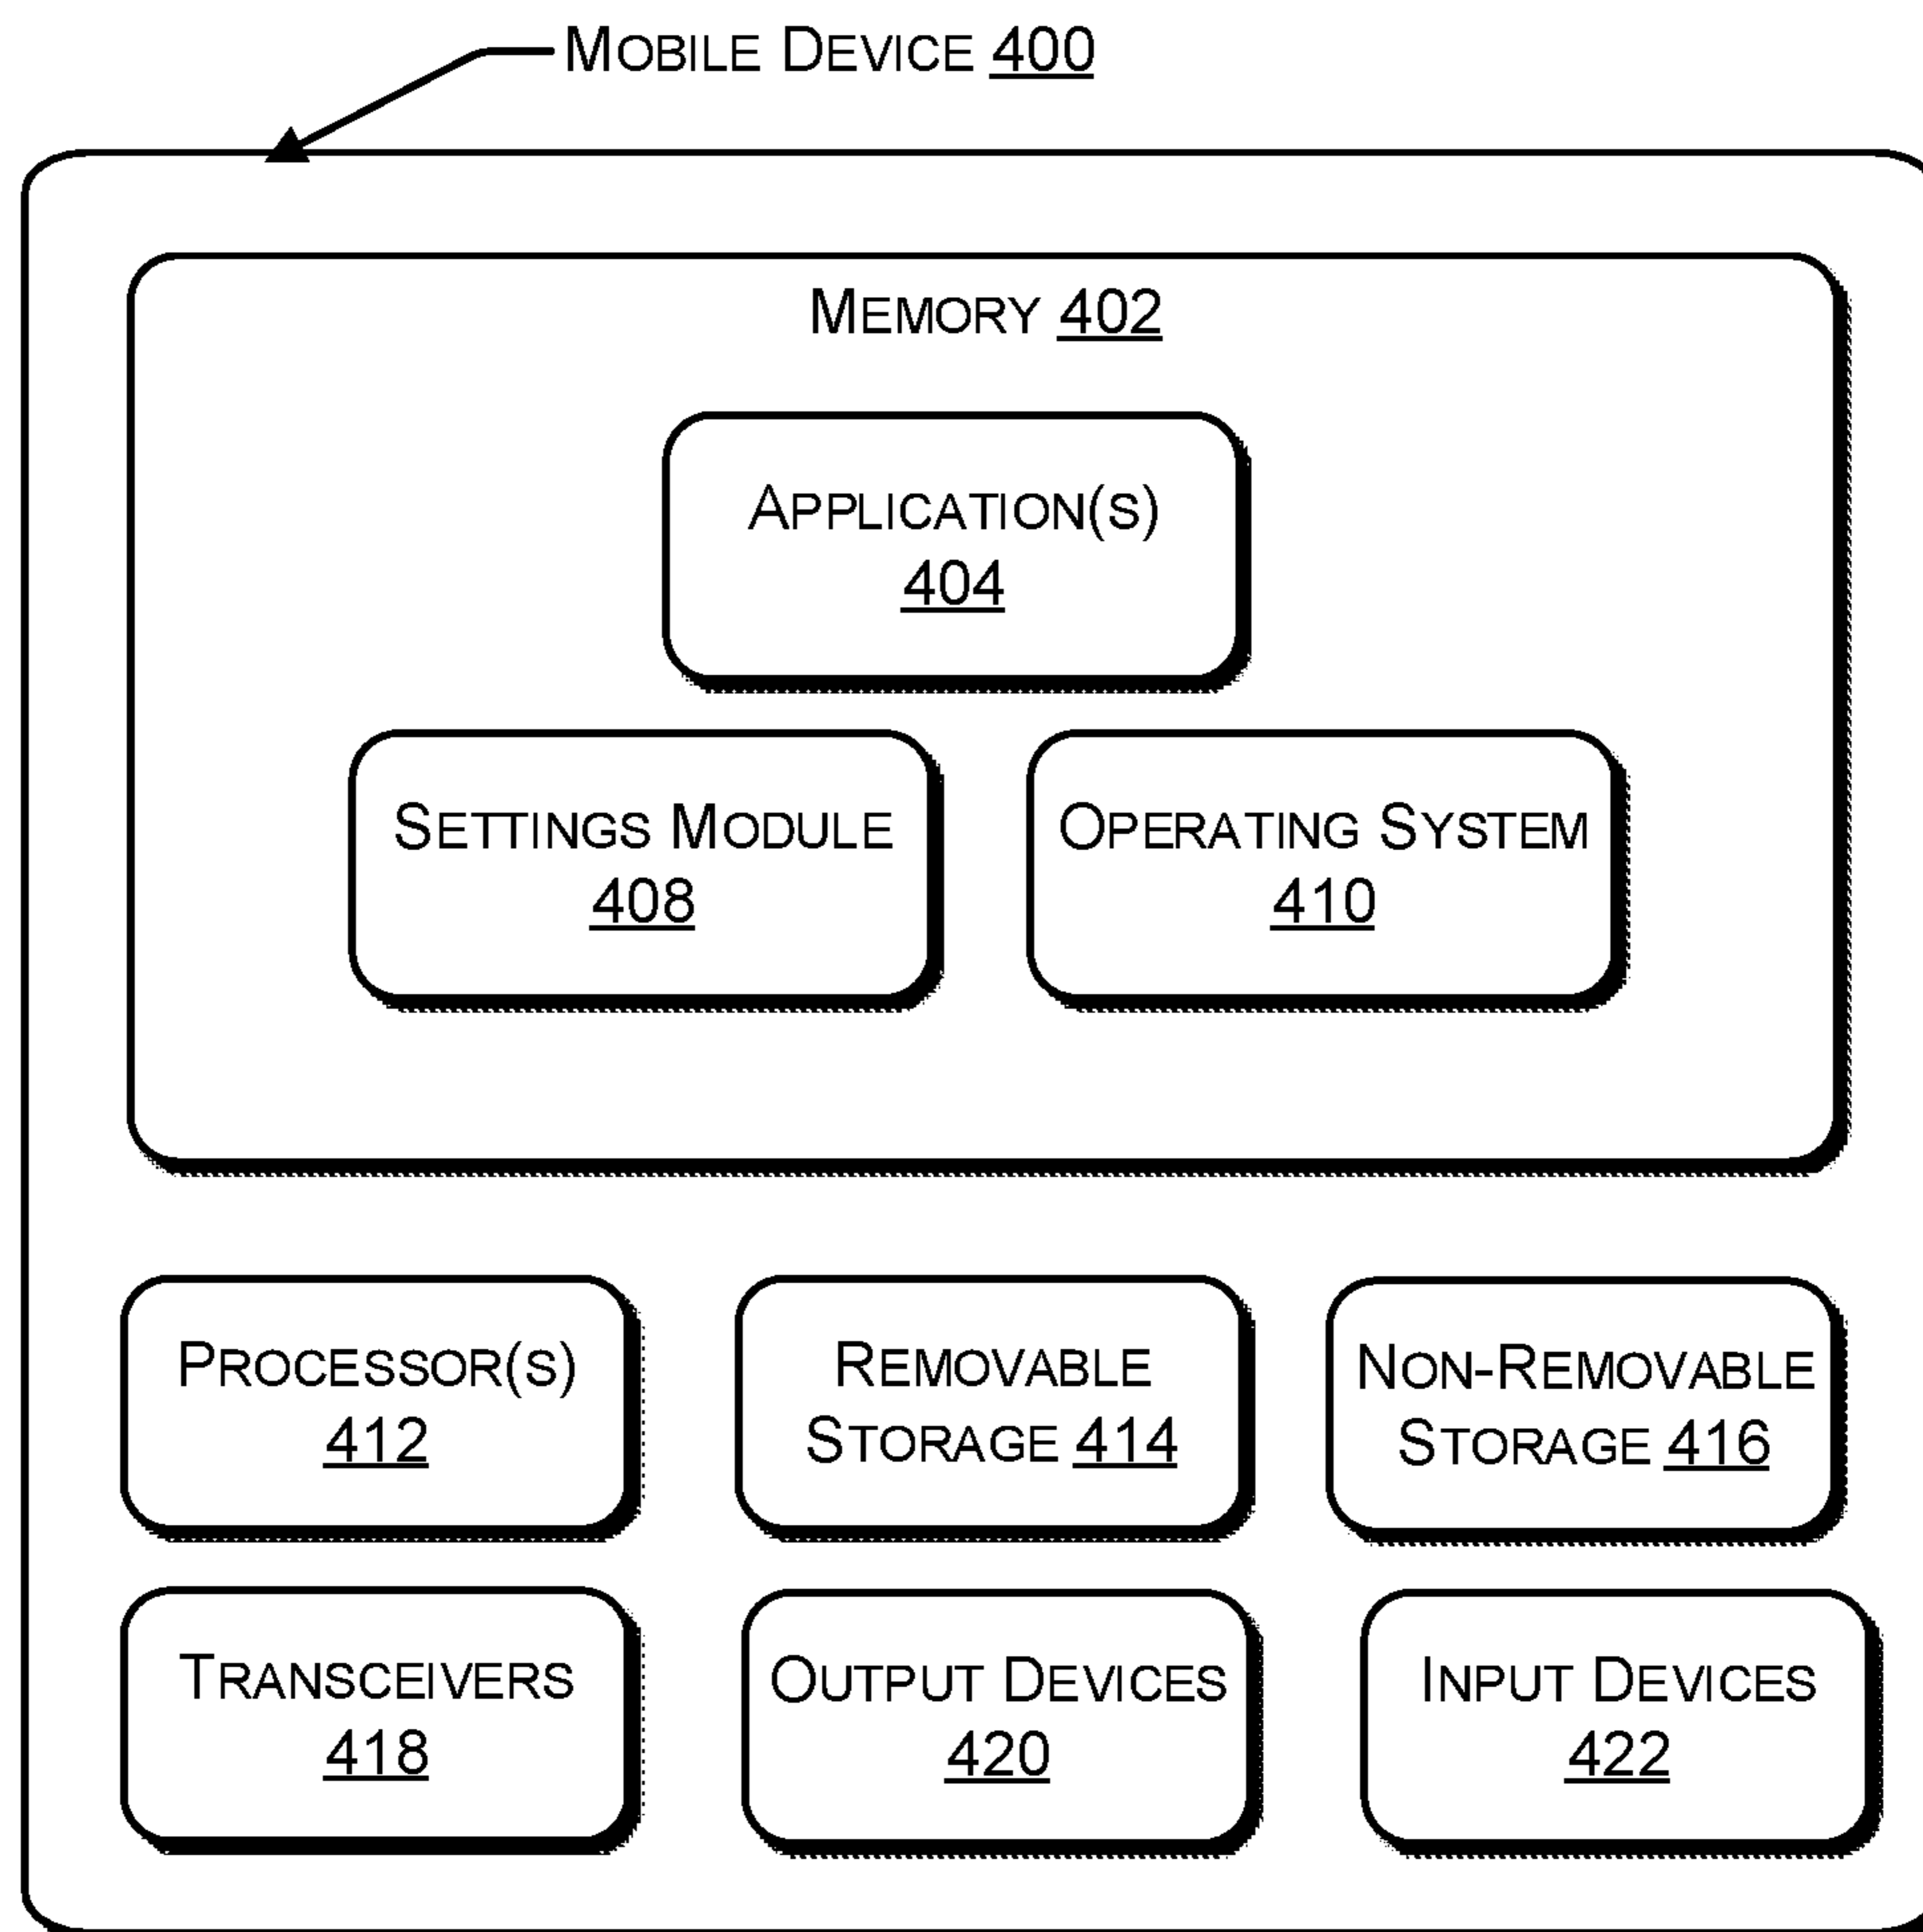 MOBILE DEVICE 400
MEMORY 402
APPLICATION(S)
404
SETTINGS MODULE
408
OPERATING SYSTEM
410
PROCESSOR(S)
412
REMOVABLE
STORAGE 414
NON-REMOVABLE
STORAGE 416
TRANSCEIVERS
418
OUTPUT DEVICES
420
INPUT DEVICES
422